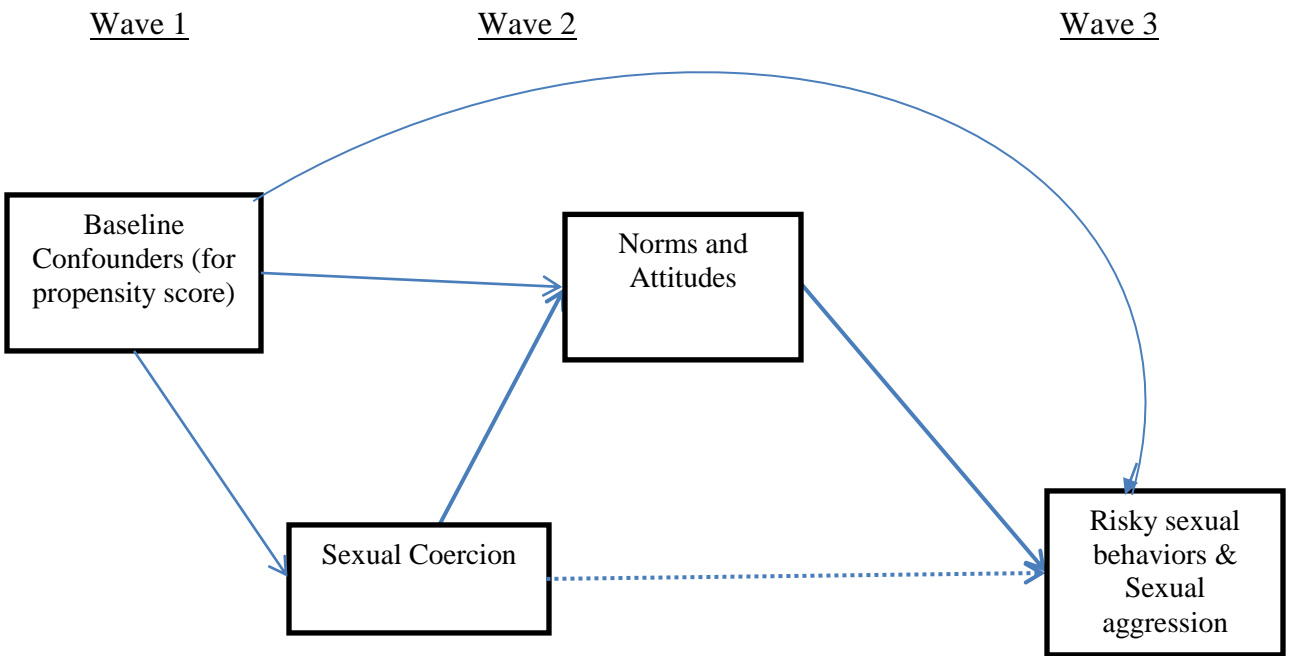 Wave 1
Wave 2
Wave 3
Baseline
Confounders (for
propensity score)
Norms and
Attitudes
Sexual Coercion
Risky sexual
behaviors &
Sexual
aggression